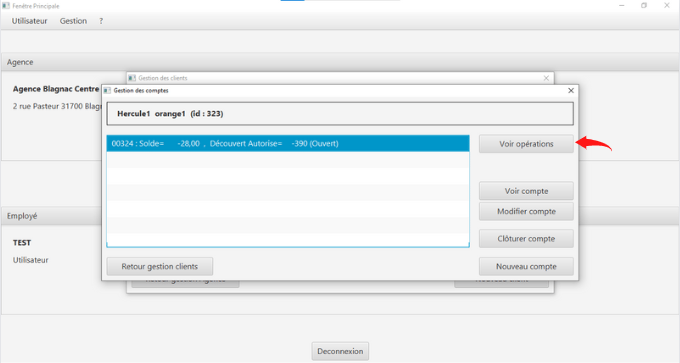 Fenêtre Principale
Utilisateur Gestion ?
Agence
Agence Blagnac Centre
2 rue Pasteur 31700 Blag
Gestion des clients
Gestion des comptes
Hercule1 orange1 (id : 323)
00324 : Solde= -28,00 , Découvert Autorise= -390 (Ouvert)
Voir opérations
Voir compte
Modifier compte
Clôturer compte
Retour gestion clients
Nouveau compte
Employé
TEST
Utilisateur
Deconnexion